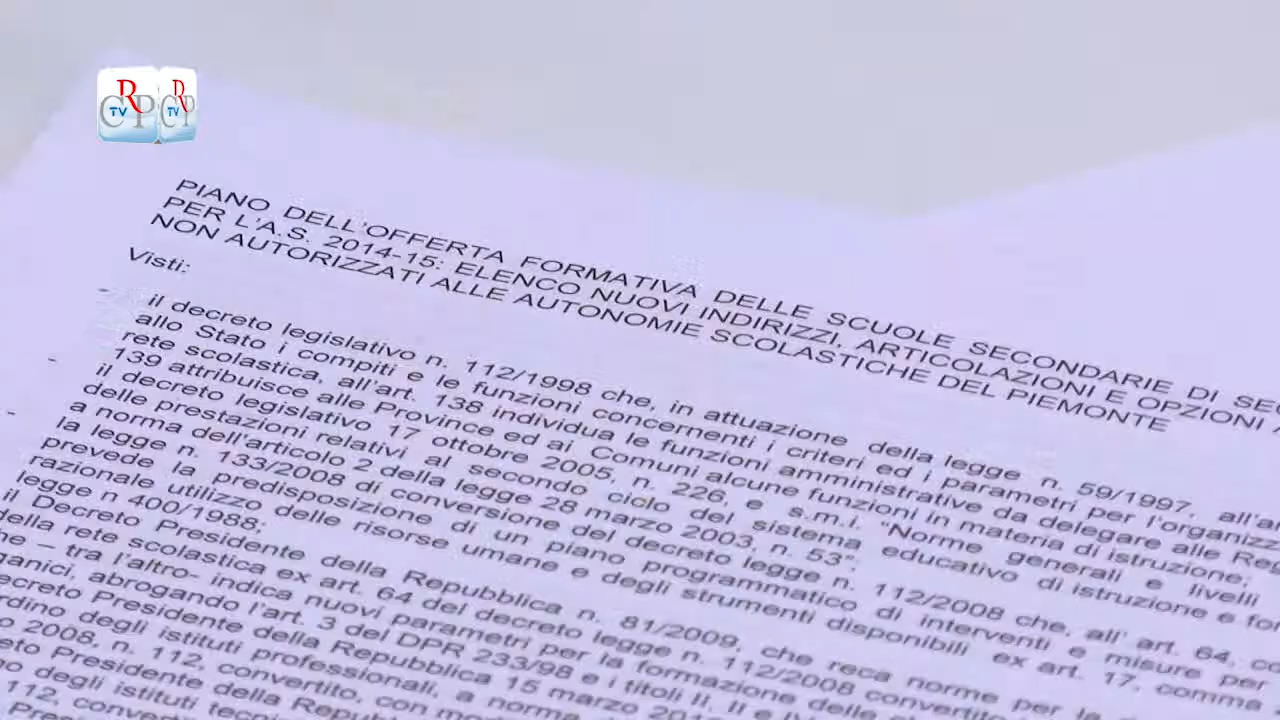 CRP TV CRP TV
PIANO DELL'OFFERTA FORMATIVA DELLE SCUOLE SECONDARIE DI
PER L'A.S. 2014-15: ELENCO NUOVI INDIRIZZI, ARTICOLAZIONI E OPZIONI
NON AUTORIZZATI ALLE AUTONOMIE SCOLASTICHE DEL PIEMONTE
Visti:
- il decreto legislativo n. 112/1998 che, in attuazione della legge n. 59/1997, all'
allo Stato i compiti e le funzioni concernenti i criteri ed i parametri per l'organizz
rete scolastica, all'art. 138 individua le funzioni amministrative da delegare alle Reg
139 attribuisce alle Province ed ai Comuni alcune funzioni in materia di istruzione;
- il decreto legislativo 17 ottobre 2005, n. 226, e s.m.i. "Norme generali e livelli
delle prestazioni relativi al secondo ciclo del sistema educativo di istruzione e for
a norma dell'articolo 2 della legge 28 marzo 2003, n. 53";
- la legge n. 133/2008 di conversione del decreto legge n. 112/2008 che, all' art. 64, co
prevede la predisposizione di un piano programmatico di interventi e misure per
razionale utilizzo delle risorse umane e degli strumenti disponibili ex art. 17, comma
legge n 400/1988;
il Decreto Presidente della Repubblica n. 81/2009, che reca norme per la
della rete scolastica ex art. 64 del decreto legge n. 112/2008 convertito
he – tra l'altro- indica nuovi parametri per la formazione delle
ganici, abrogando l'art. 3 del DPR 233/98 e i titoli II, II e
ecreto Presidente della Repubblica 15 marzo
rdino degli istituti professionali, a norma
o 2008, n. 112, convertito, con
eto Presidente della
o degli istituti
112,